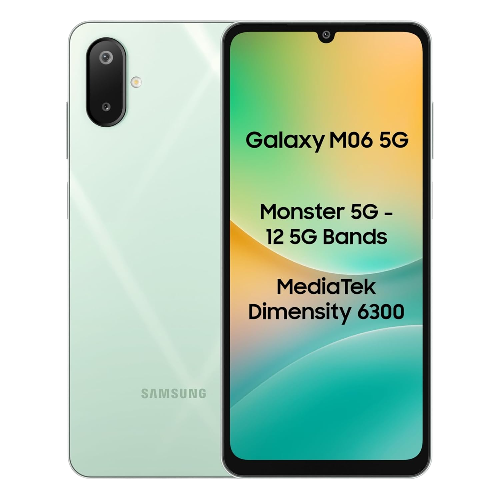 Galaxy M06 5G
Monster 5G -
12 5G Bands
MediaTek
Dimensity 6300
SAMSUNG